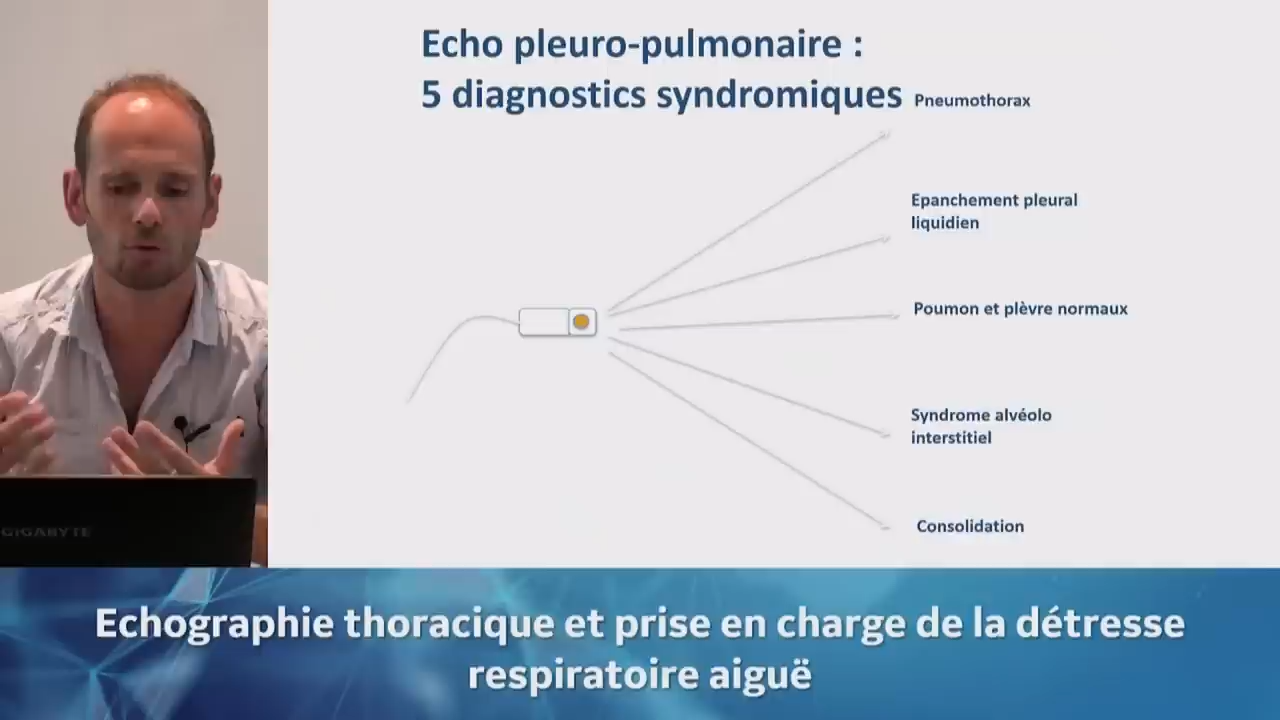 Echo pleuro-pulmonaire :
5 diagnostics syndromiques
Pneumothorax
Epanchement pleural
liquidien
Poumon et plèvre normaux
Syndrome alvéolo
interstitiel
Consolidation
GIGABYTE
Echographie thoracique et prise en charge de la détresse
respiratoire aiguë